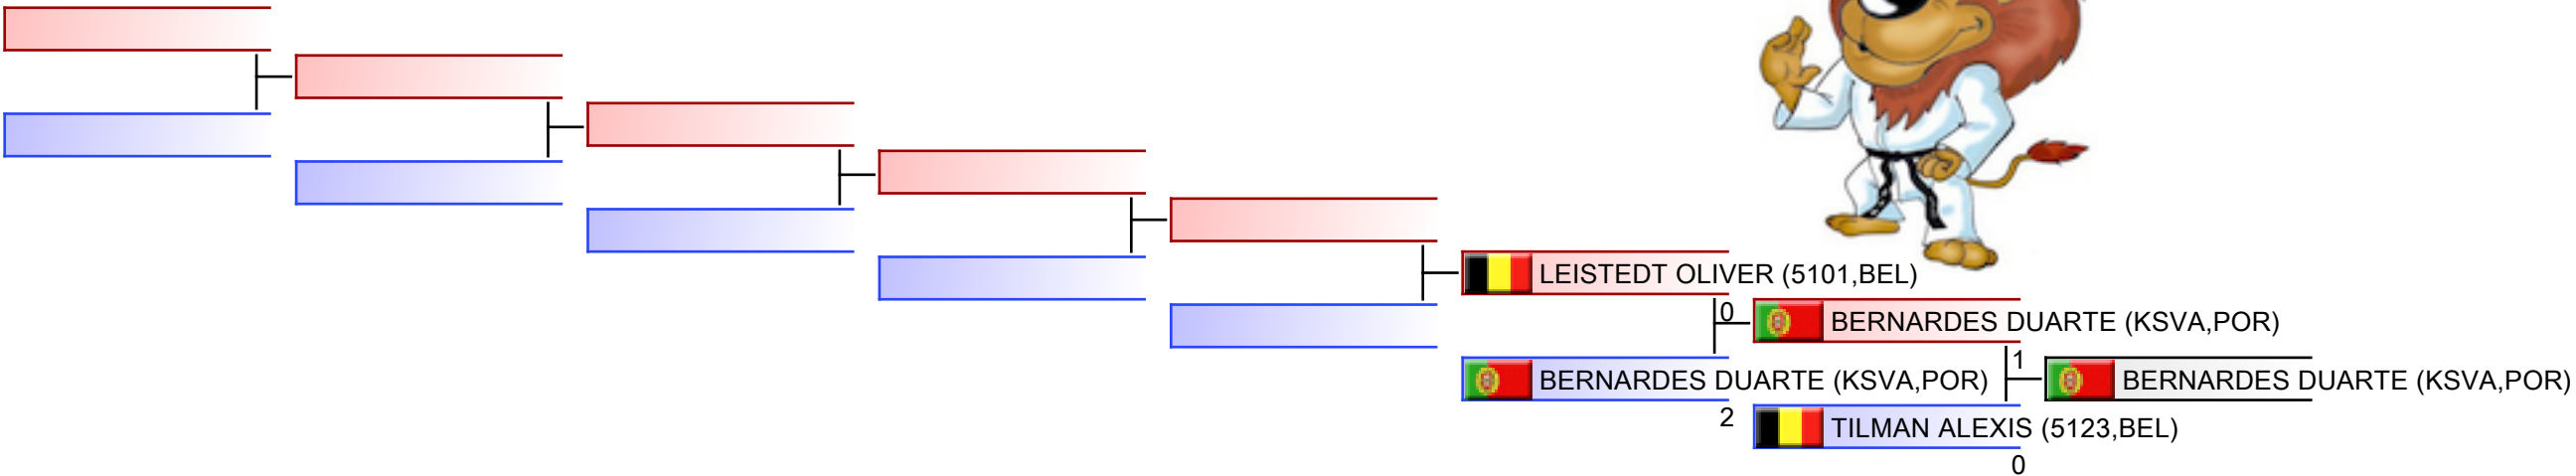 LEISTEDT OLIVER (5101,BEL)
0
BERNARDES DUARTE (KSVA,POR)
BERNARDES DUARTE (KSVA,POR)
2
1
BERNARDES DUARTE (KSVA,POR)
TILMAN ALEXIS (5123,BEL)
0